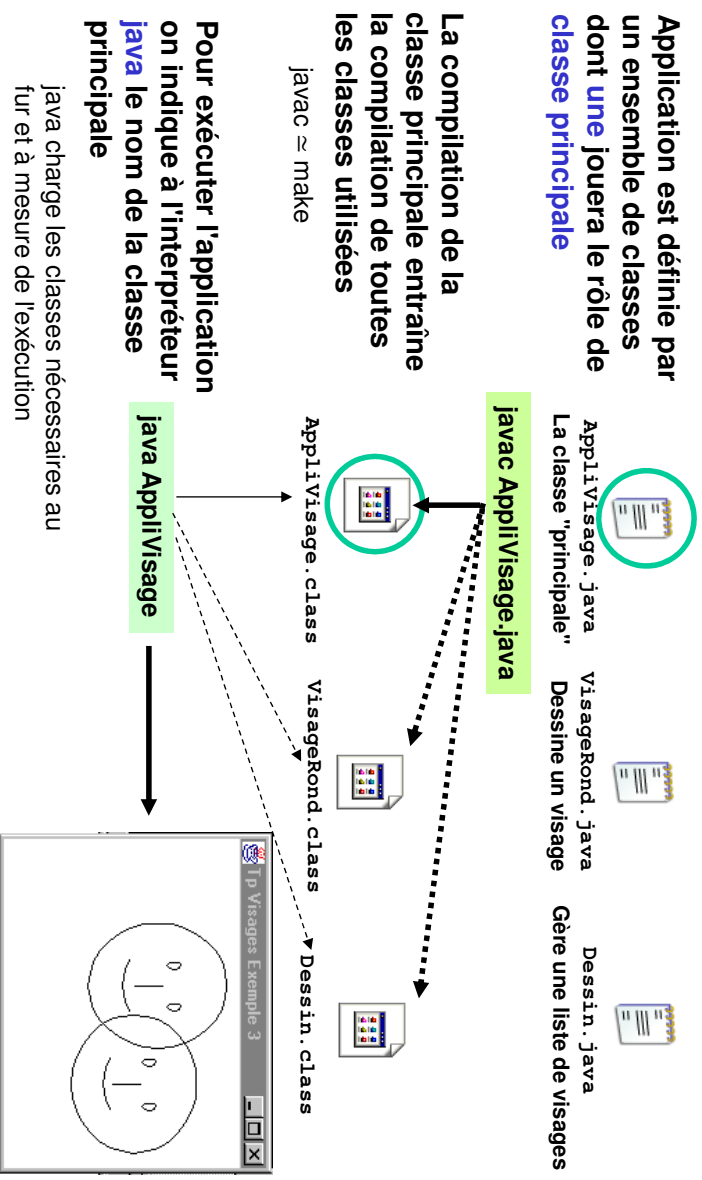 Application est définie par
un ensemble de classes
dont une jouera le rôle de
classe principale
AppliVisage.java
La classe "principale"
VisageRond.java
Dessine un visage
Dessin.java
Gère une liste de visages
La compilation de la
classe principale entraîne
la compilation de toutes
les classes utilisées
javac ≃ make
javac AppliVisage.java
AppliVisage.class
VisageRond.class
Dessin.class
Pour exécuter l'application
on indique à l'interpréteur
java le nom de la classe
principale
java charge les classes nécessaires au
fur et à mesure de l'exécution
java AppliVisage
Tp Visages Exemple 3